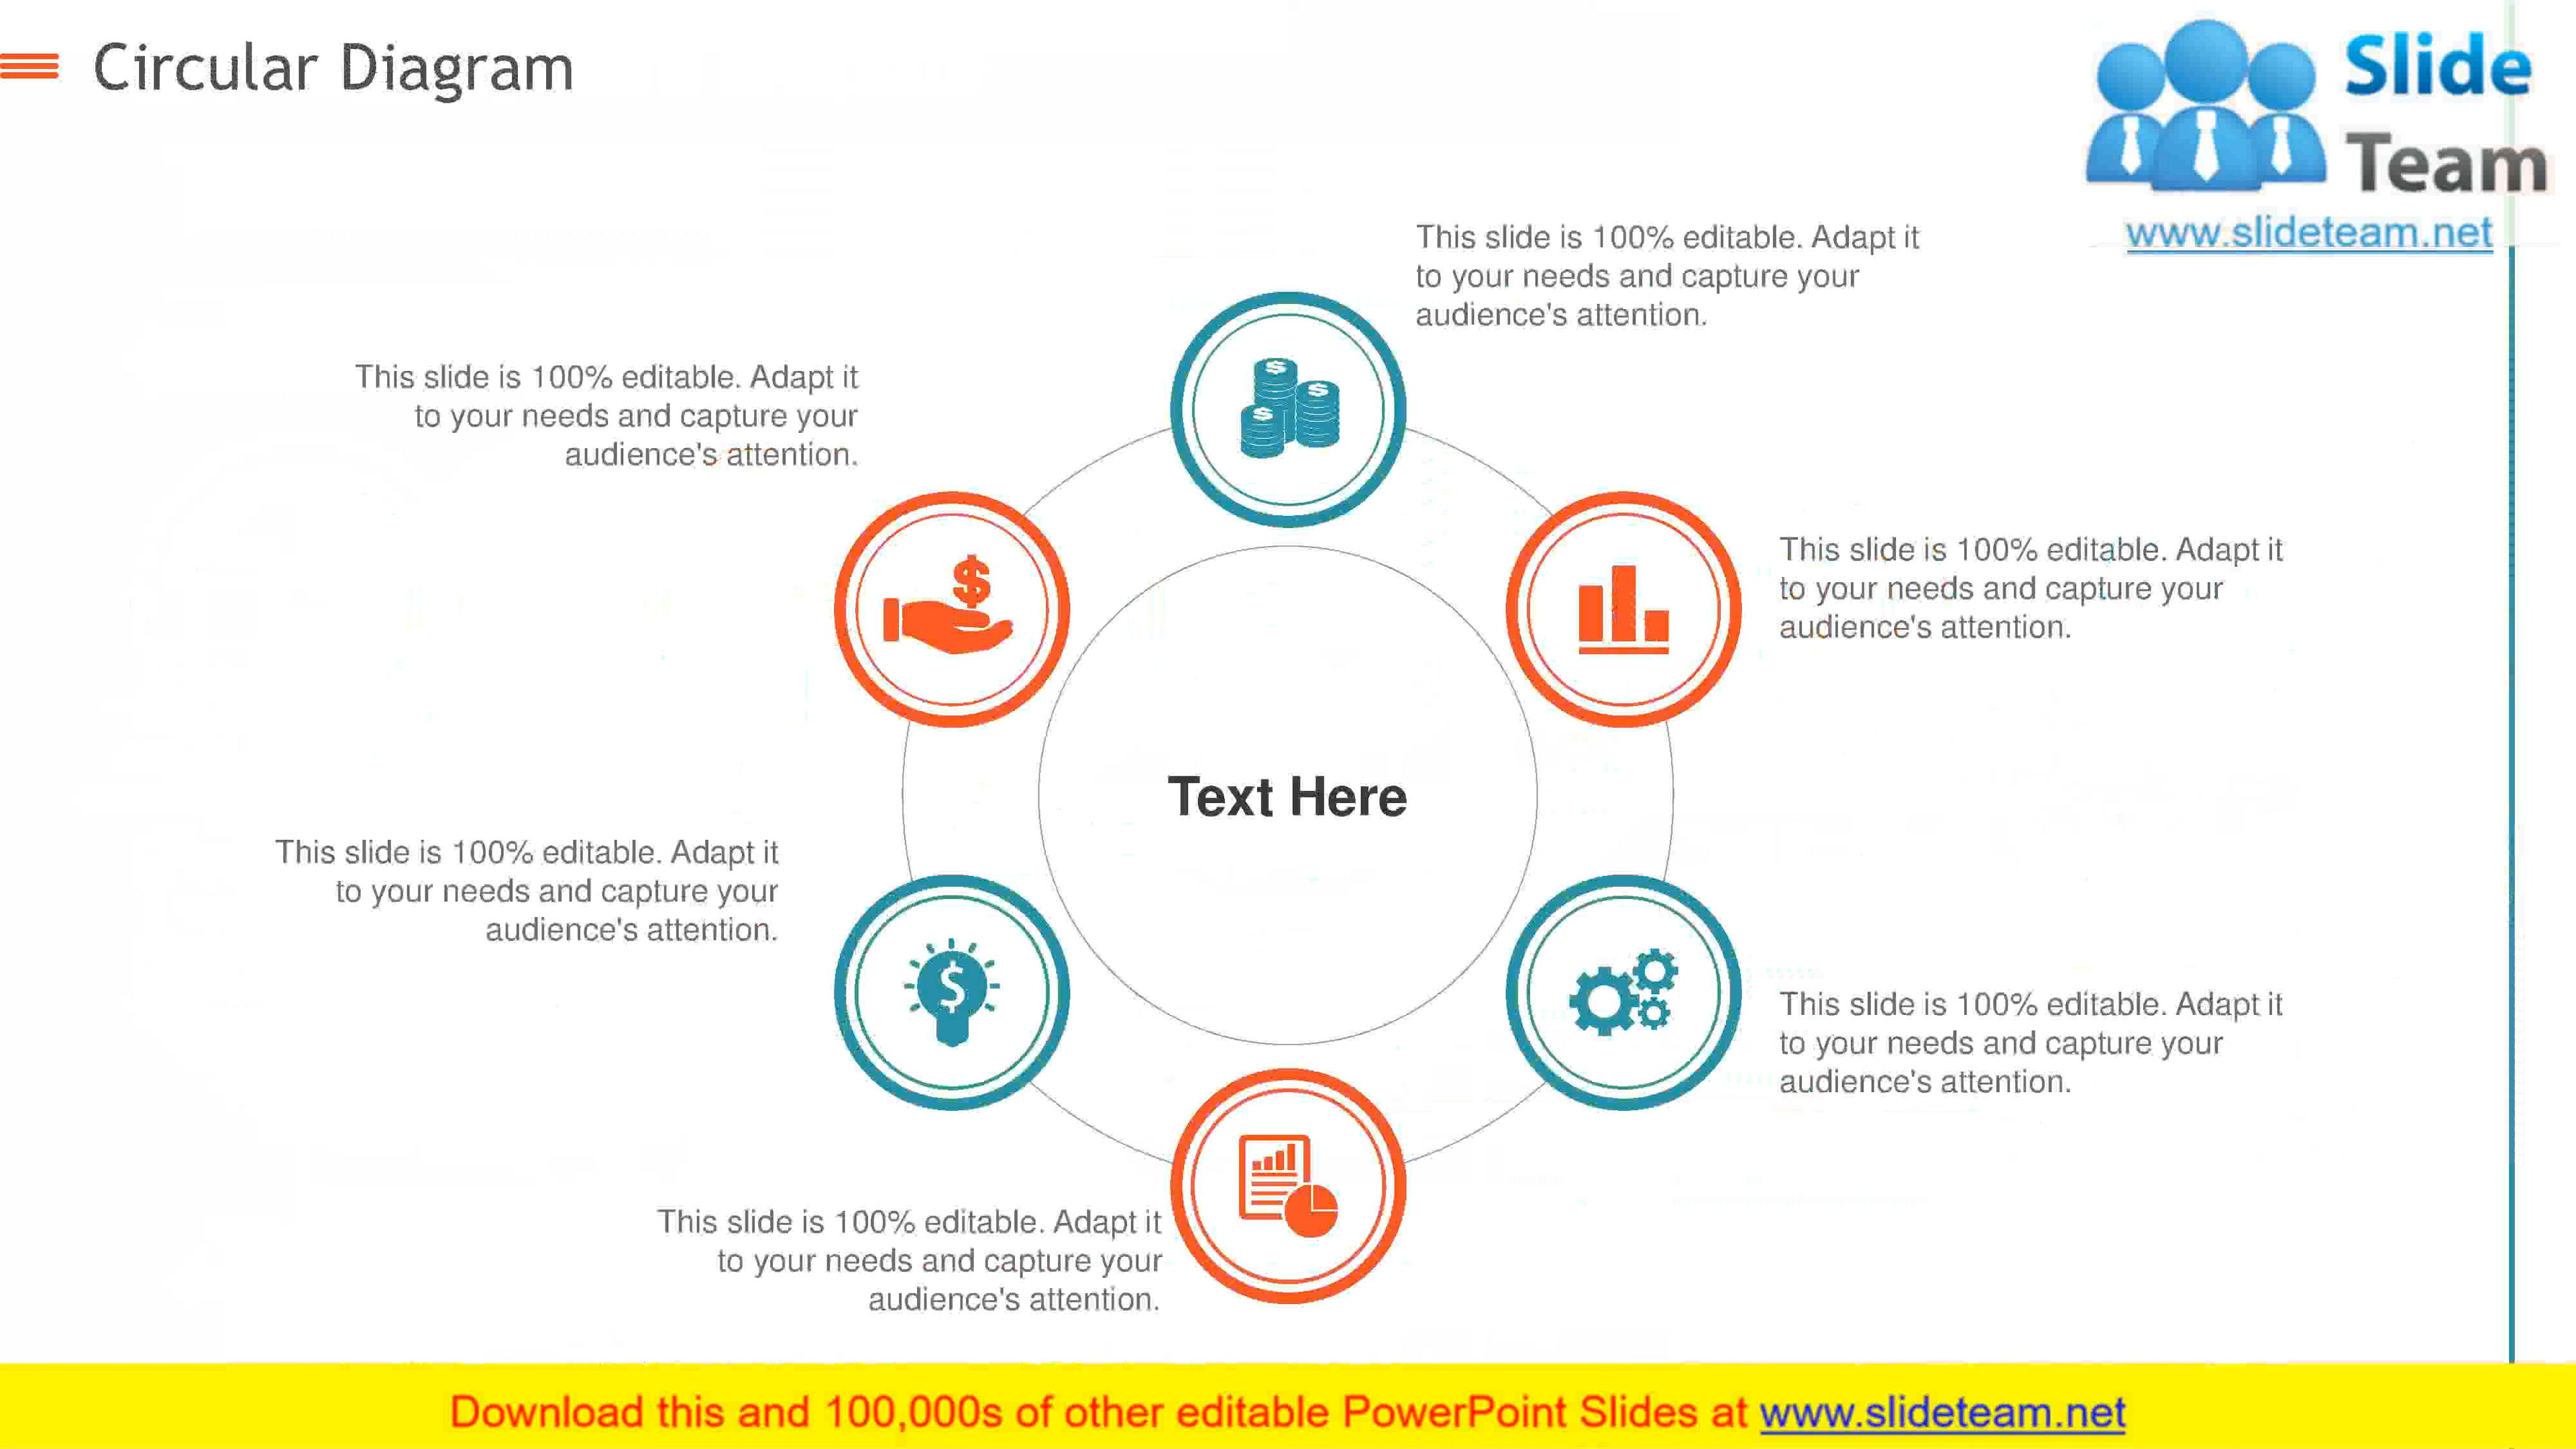 Circular Diagram
Slide
Team
www.slideteam.net
This slide is 100% editable. Adapt it
to your needs and capture your
audience's attention.
This slide is 100% editable. Adapt it
to your needs and capture your
audience's attention.
This slide is 100% editable. Adapt it
to your needs and capture your
audience's attention.
Text Here
This slide is 100% editable. Adapt it
to your needs and capture your
audience's attention.
This slide is 100% editable. Adapt it
to your needs and capture your
audience's attention.
This slide is 100% editable. Adapt it
to your needs and capture your
audience's attention.
Download this and 100,000s of other editable PowerPoint Slides at www.slideteam.net